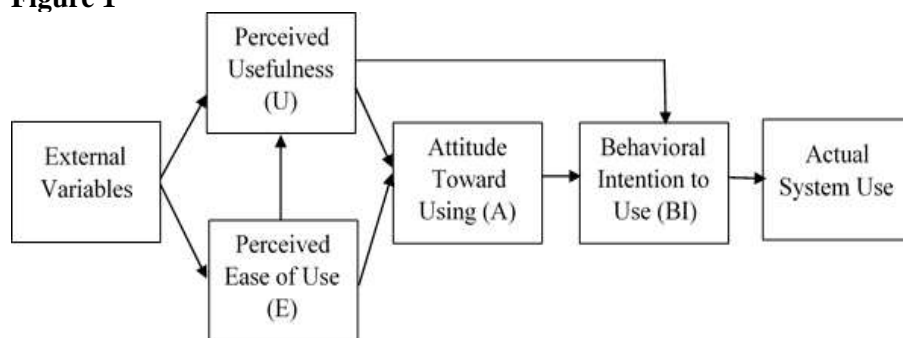 Figure 1
Perceived
Usefulness
(U)
External
Variables
Perceived
Ease of Use
(E)
Attitude
Toward
Using (A)
Behavioral
Intention to
Use (BI)
Actual
System Use